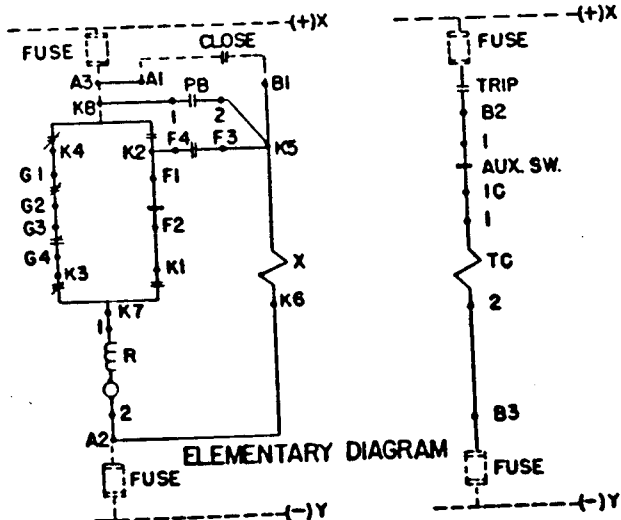 (+)X
FUSE
CLOSE
A3
A1
PB
B1
K8
1
2
K4
K2
F4
F3
K5
G1
F1
G2
G3
F2
G4
K3
K1
X
K7
K6
1
R
2
A2
FUSE
(-)Y
(+)X
FUSE
TRIP
B2
1
AUX. SW.
1C
1
TC
2
B3
FUSE
(-)Y
ELEMENTARY DIAGRAM